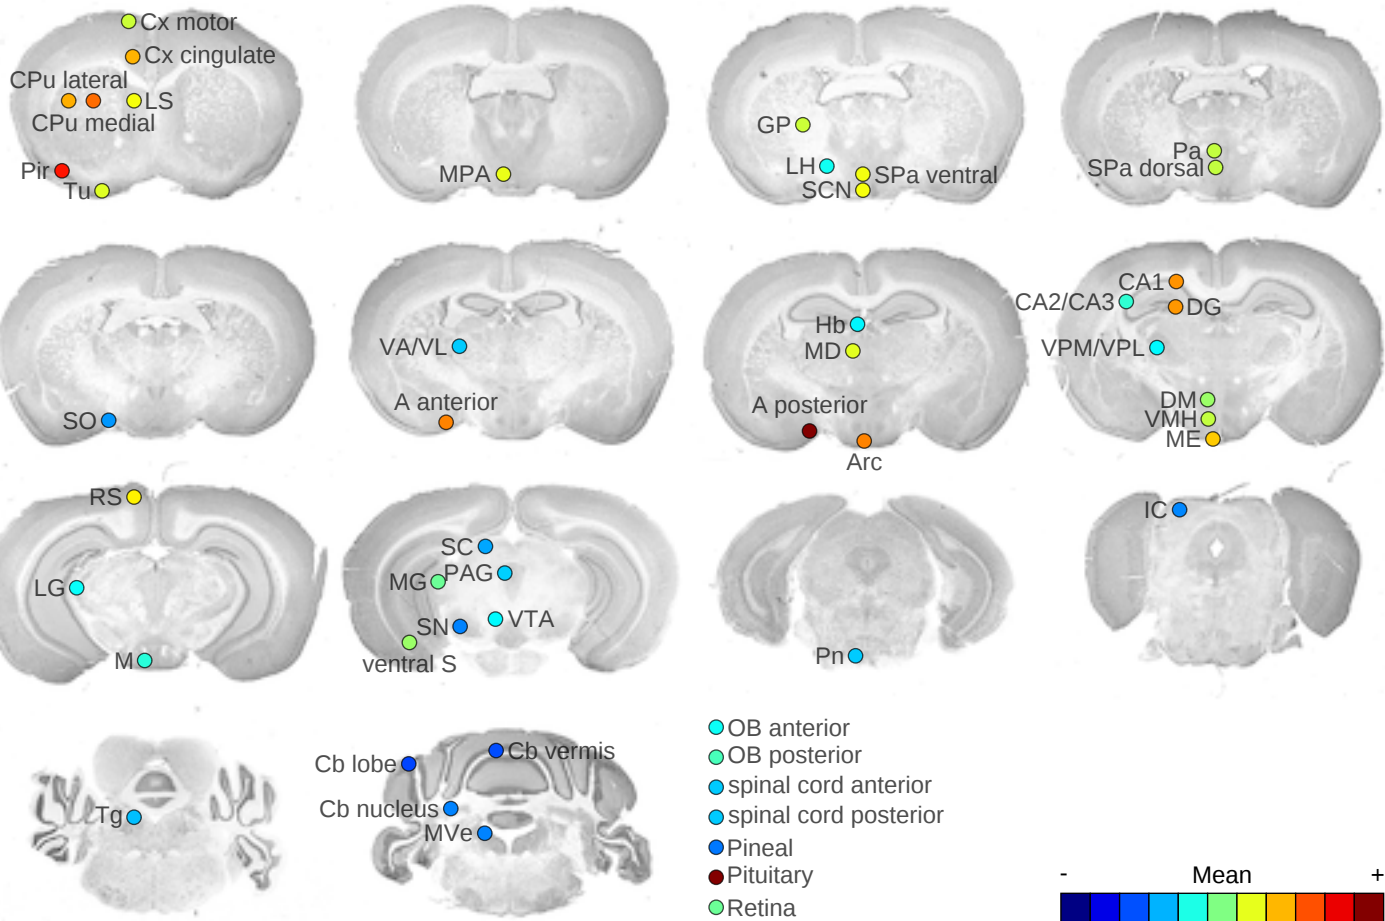 Cx motor
Cx cingulate
CPu lateral
LS
CPu medial
Pir
Tu
MPA
GP
LH
SPa ventral
SCN
Pa
SPa dorsal
SO
VA/VL
A anterior
Hb
MD
A posterior
Arc
CA1
CA2/CA3
DG
VPM/VPL
DM
VMH
ME
RS
LG
M
SC
PAG
MG
SN
VTA
ventral S
Pn
IC
Tg
Cb lobe
Cb vermis
Cb nucleus
MVe
OB anterior
OB posterior
spinal cord anterior
spinal cord posterior
Pineal
Pituitary
Retina
- Mean +